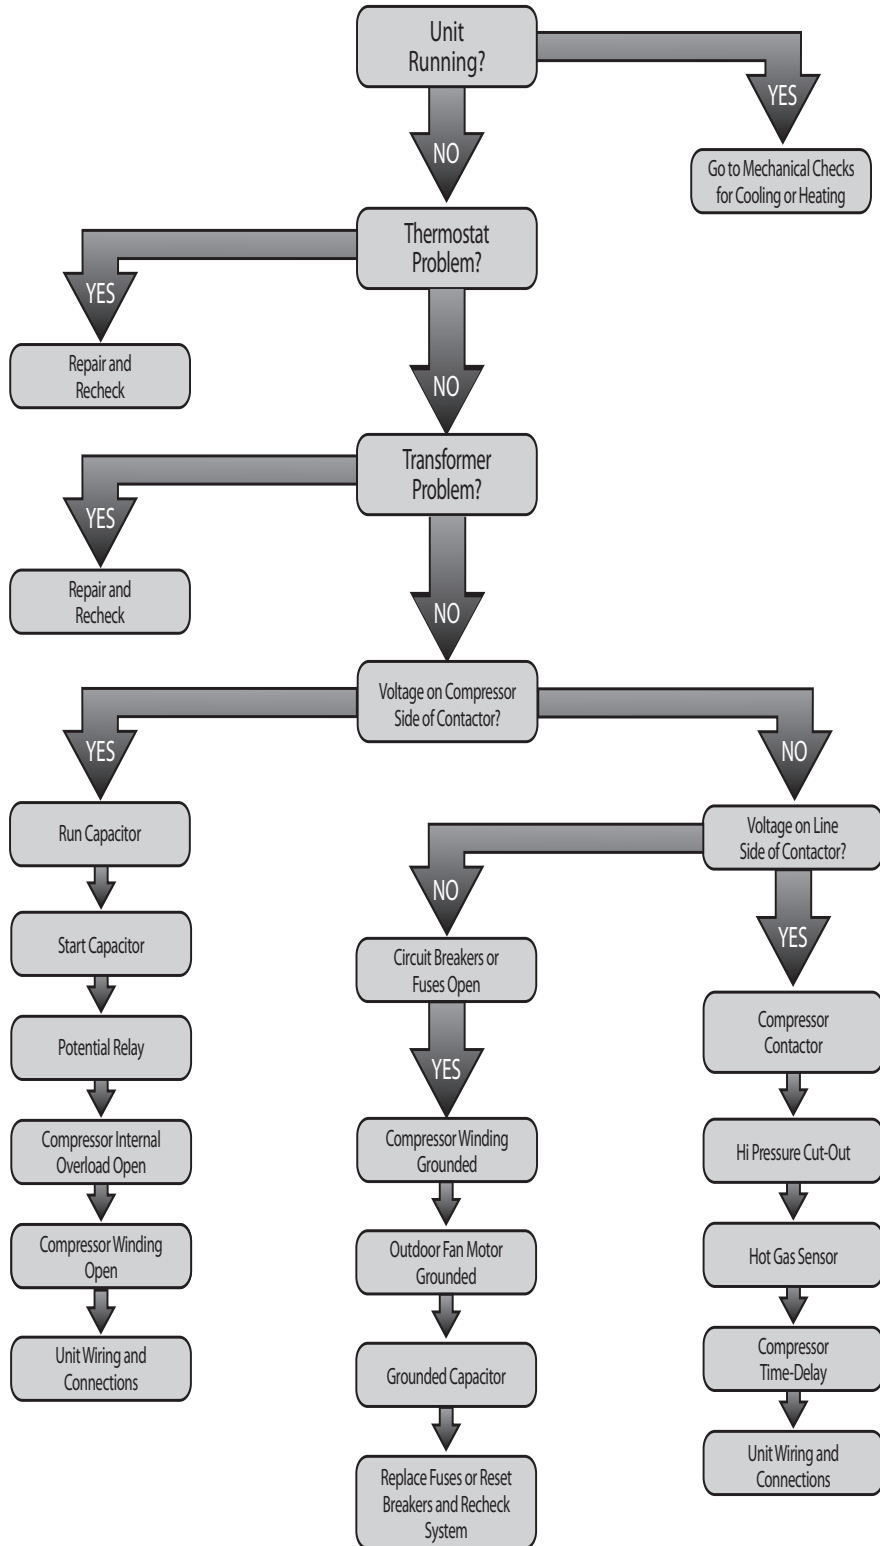 Unit
Running?
YES
NO
Go to Mechanical Checks
for Cooling or Heating
Thermostat
Problem?
YES
Repair and
Recheck
NO
Transformer
Problem?
YES
Repair and
Recheck
NO
Voltage on Compressor
Side of Contactor?
YES
NO
Run Capacitor
Start Capacitor
Potential Relay
Compressor Internal
Overload Open
Compressor Winding
Open
Unit Wiring and
Connections
Voltage on Line
Side of Contactor?
NO
Circuit Breakers or
Fuses Open
YES
Compressor Winding
Grounded
Outdoor Fan Motor
Grounded
Grounded Capacitor
Replace Fuses or Reset
Breakers and Recheck
System
YES
Compressor
Contactor
Hi Pressure Cut-Out
Hot Gas Sensor
Compressor
Time-Delay
Unit Wiring and
Connections